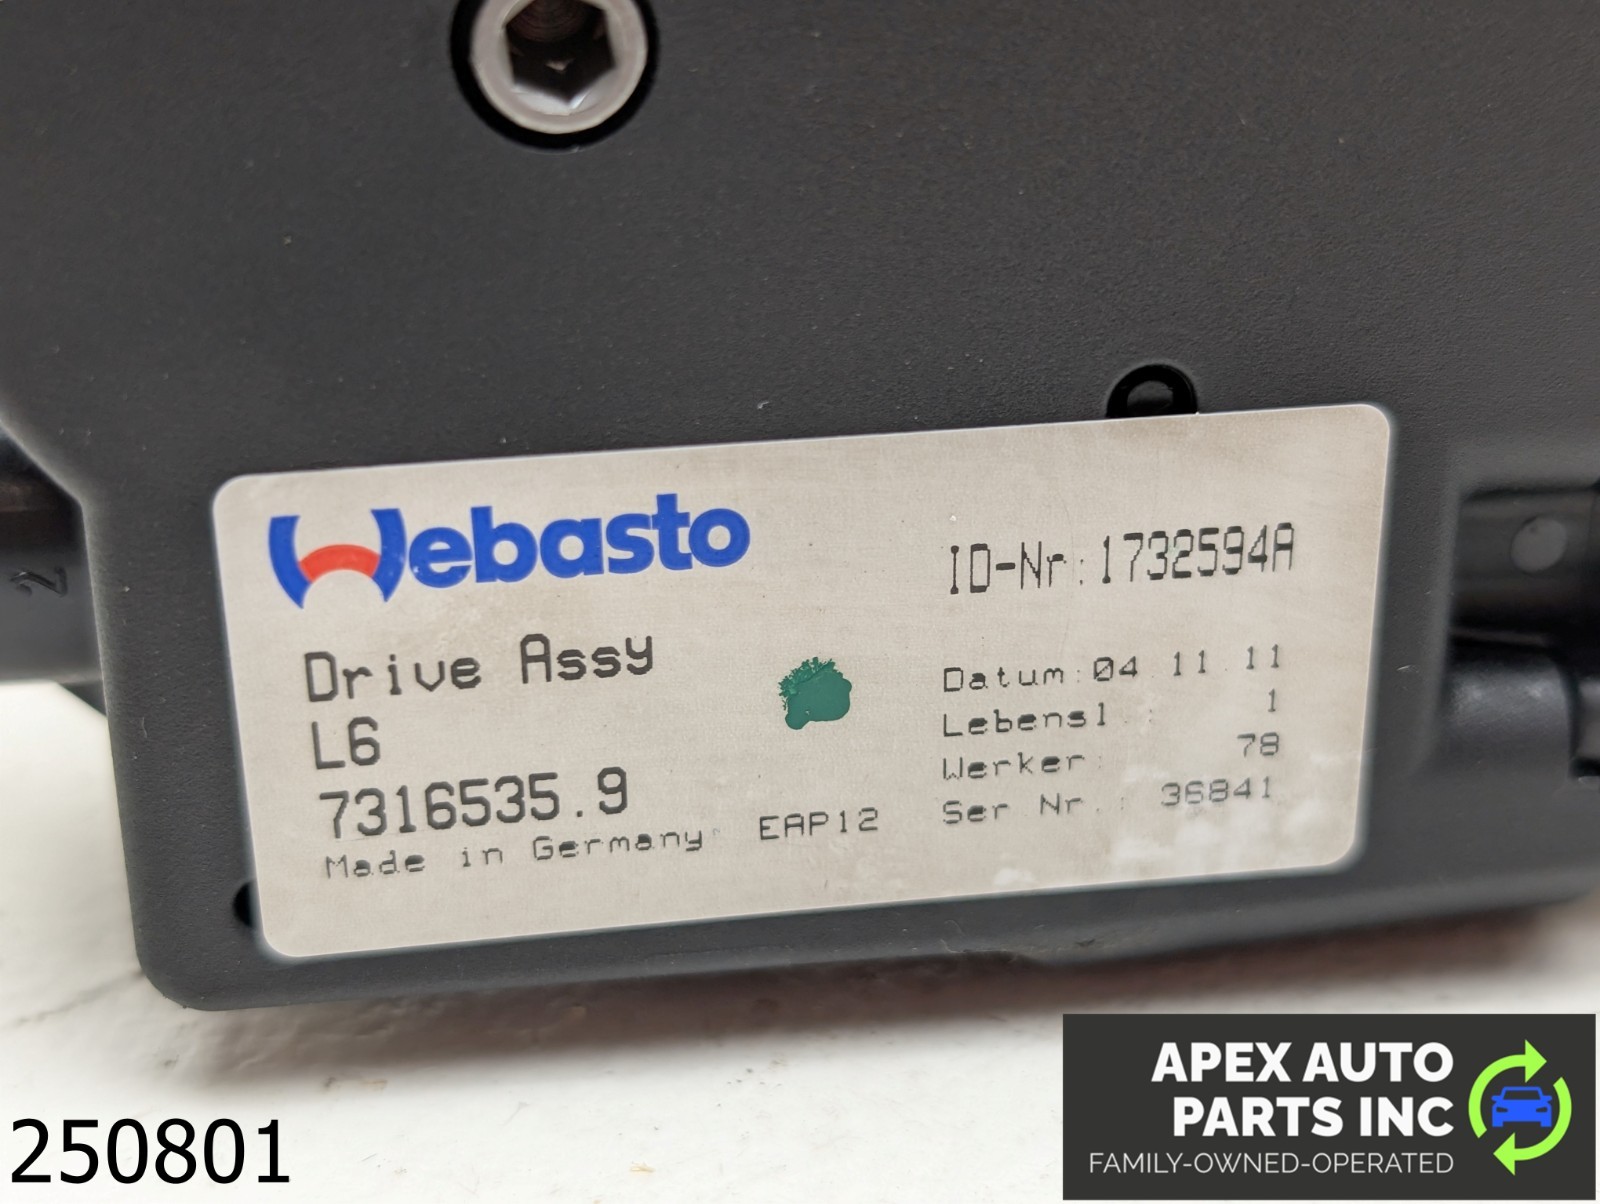 2
Webasto
ID-Nr:1732594A
Drive Assy
L6
7316535.9
Made in Germany EAP12
Datum:04 11 11
Lebensl : 1
Werker: 78
Ser Nr.: 36841
250801
APEX AUTO
PARTS INC
FAMILY-OWNED-OPERATED